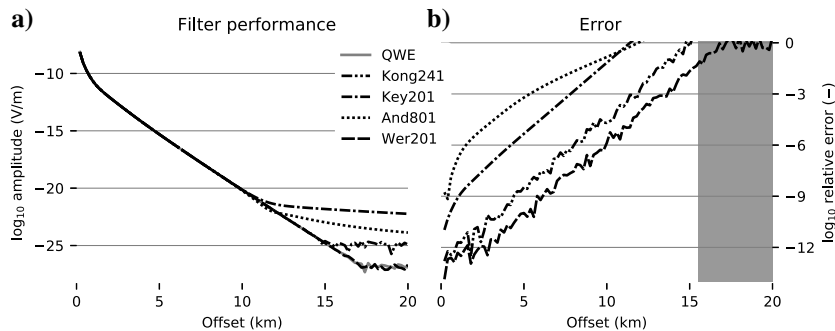 a) Filter performance
log10 amplitude (V/m)
−10
−15
−20
−25
0 5 10 15 20
Offset (km)
QWE
Kong241
Key201
And801
Wer201
b) Error
0
−3
−6
−9
−12
log10 relative error (−)
0 5 10 15 20
Offset (km)